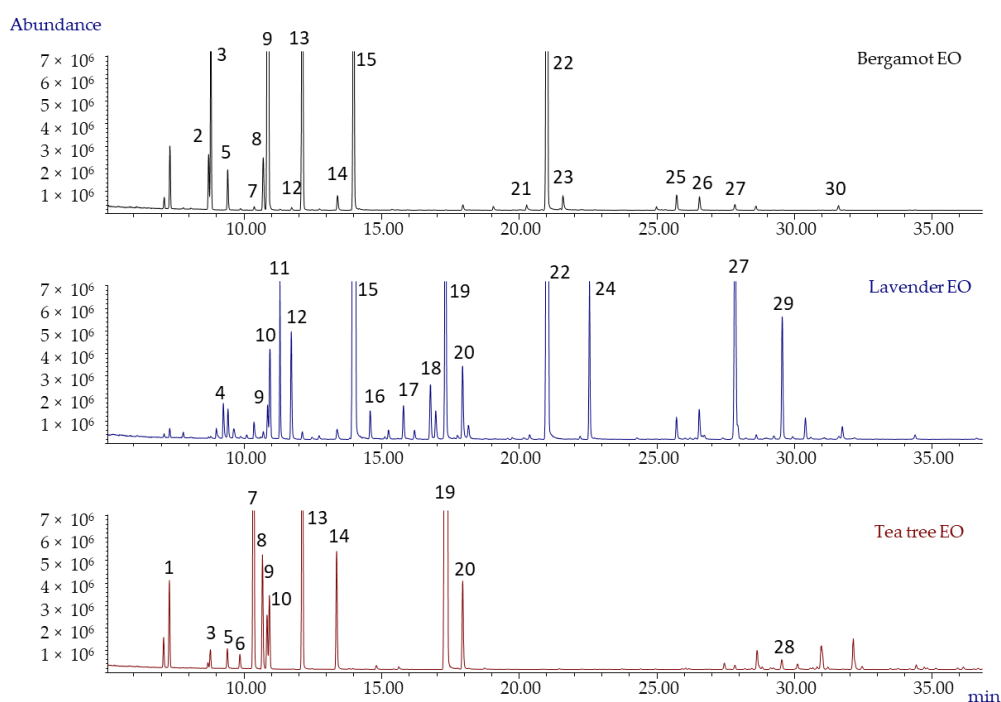 Abundance
Bergamot EO
7 × 10⁶
6 × 10⁶
5 × 10⁶
4 × 10⁶
3 × 10⁶
2 × 10⁶
1 × 10⁶
2 3 5 7 8 9 12 13 14 15 21 22 23 25 26 27 30
10.00 15.00 20.00 25.00 30.00 35.00
Lavender EO
7 × 10⁶
6 × 10⁶
5 × 10⁶
4 × 10⁶
3 × 10⁶
2 × 10⁶
1 × 10⁶
4 9 10 11 12 15 16 17 18 19 20 22 24 27 29
10.00 15.00 20.00 25.00 30.00 35.00
Tea tree EO
7 × 10⁶
6 × 10⁶
5 × 10⁶
4 × 10⁶
3 × 10⁶
2 × 10⁶
1 × 10⁶
1 3 5 6 7 8 9 10 13 14 19 20 28
10.00 15.00 20.00 25.00 30.00 35.00
min